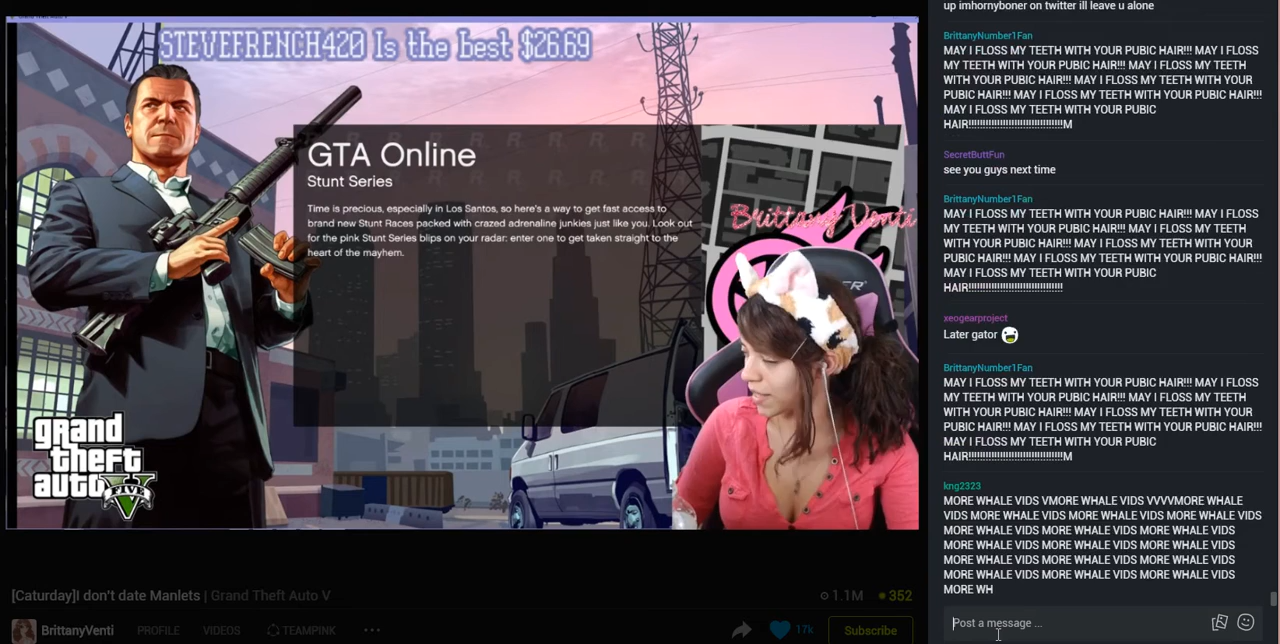 STEVEFRENCH420 Is the best $26.69
GTA Online
Stunt Series
Time is precious, especially in Los Santos, so here's a way to get fast access to
brand new Stunt Races packed with crazed adrenaline junkies just like you. Look out
for the pink Stunt Series blips on your radar: enter one to get taken straight to the
heart of the mayhem.
Brittany Venti
grand
theft
auto
FIVE
[Caturday]I don't date Manlets | Grand Theft Auto V
1.1M
352
BrittanyVenti
PROFILE
VIDEOS
TEAMPINK
17k
Subscribe
up imhornyboner on twitter ill leave u alone
BrittanyNumber1Fan
MAY I FLOSS MY TEETH WITH YOUR PUBIC HAIR!!! MAY I FLOSS
MY TEETH WITH YOUR PUBIC HAIR!!! MAY I FLOSS MY TEETH
WITH YOUR PUBIC HAIR!!! MAY I FLOSS MY TEETH WITH YOUR
PUBIC HAIR!!! MAY I FLOSS MY TEETH WITH YOUR PUBIC HAIR!!!
MAY I FLOSS MY TEETH WITH YOUR PUBIC
HAIR!!!!!!!!!!!!!!!!!!!!!!!!!!!!!!!!!!M
SecretButtFun
see you guys next time
BrittanyNumber1Fan
MAY I FLOSS MY TEETH WITH YOUR PUBIC HAIR!!! MAY I FLOSS
MY TEETH WITH YOUR PUBIC HAIR!!! MAY I FLOSS MY TEETH
WITH YOUR PUBIC HAIR!!! MAY I FLOSS MY TEETH WITH YOUR
PUBIC HAIR!!! MAY I FLOSS MY TEETH WITH YOUR PUBIC HAIR!!!
MAY I FLOSS MY TEETH WITH YOUR PUBIC
HAIR!!!!!!!!!!!!!!!!!!!!!!!!!!!!!!!!!!
xeogearproject
Later gator
BrittanyNumber1Fan
MAY I FLOSS MY TEETH WITH YOUR PUBIC HAIR!!! MAY I FLOSS
MY TEETH WITH YOUR PUBIC HAIR!!! MAY I FLOSS MY TEETH
WITH YOUR PUBIC HAIR!!! MAY I FLOSS MY TEETH WITH YOUR
PUBIC HAIR!!! MAY I FLOSS MY TEETH WITH YOUR PUBIC HAIR!!!
MAY I FLOSS MY TEETH WITH YOUR PUBIC
HAIR!!!!!!!!!!!!!!!!!!!!!!!!!!!!!!!!!!M
kng2323
MORE WHALE VIDS VMORE WHALE VIDS VVVVMORE WHALE
VIDS MORE WHALE VIDS MORE WHALE VIDS MORE WHALE VIDS
MORE WHALE VIDS MORE WHALE VIDS MORE WHALE VIDS
MORE WHALE VIDS MORE WHALE VIDS MORE WHALE VIDS
MORE WHALE VIDS MORE WHALE VIDS MORE WHALE VIDS
MORE WHALE VIDS MORE WHALE VIDS MORE WHALE VIDS
MORE WH
Post a message ...